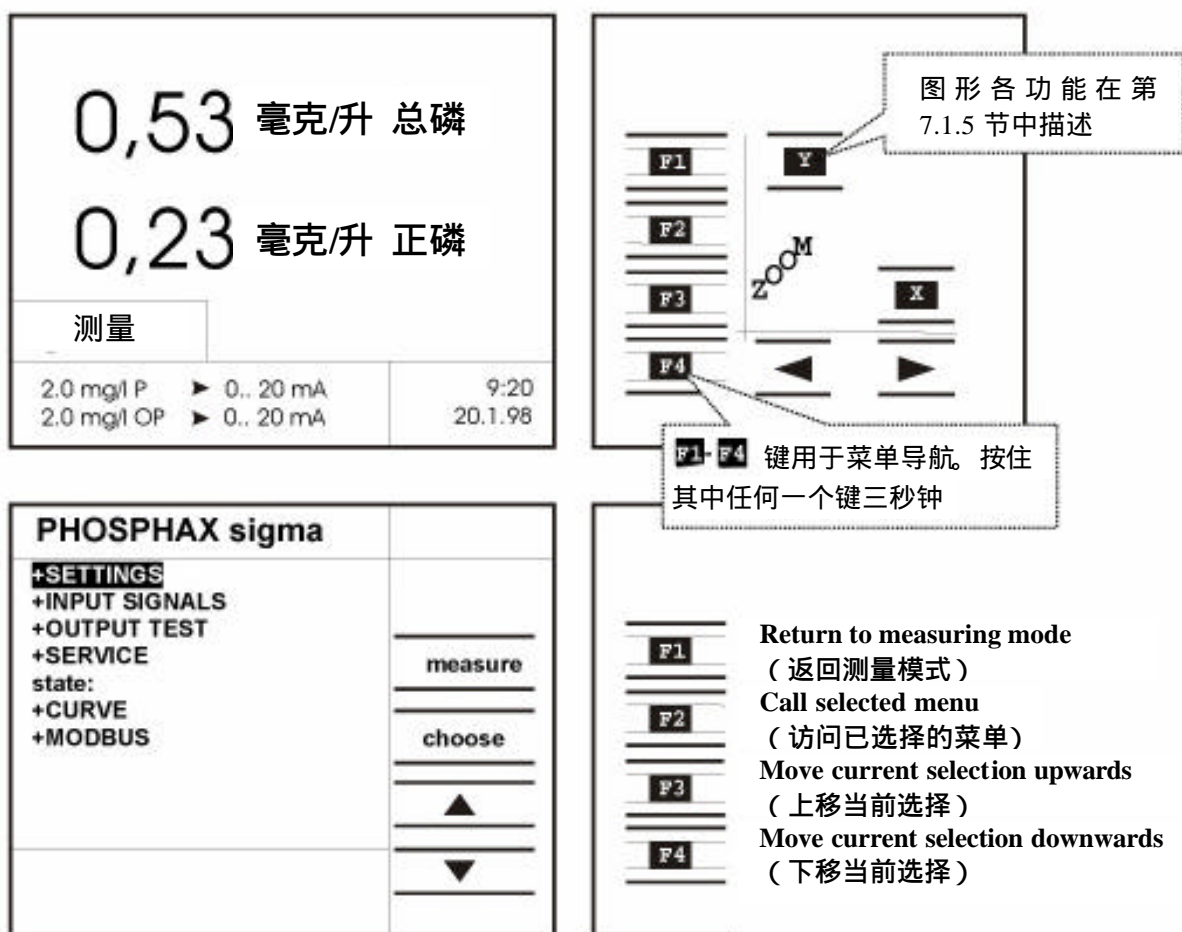 0,53 毫克/升 总磷
0,23 毫克/升 正磷
测量
2.0 mg/l P ► 0.. 20 mA
2.0 mg/l OP ► 0.. 20 mA
9:20
20.1.98
图形各功能在第
7.1.5 节中描述
F1
Y
F2
ZOOM
F3
X
F4
◄ ►
F1-F4 键用于菜单导航。按住
其中任何一个键三秒钟
PHOSPHAX sigma
+SETTINGS
+INPUT SIGNALS
+OUTPUT TEST
+SERVICE
state:
+CURVE
+MODBUS
measure
choose
▲
▼
F1
Return to measuring mode
（返回测量模式）
F2
Call selected menu
（访问已选择的菜单）
F3
Move current selection upwards
（上移当前选择）
F4
Move current selection downwards
（下移当前选择）